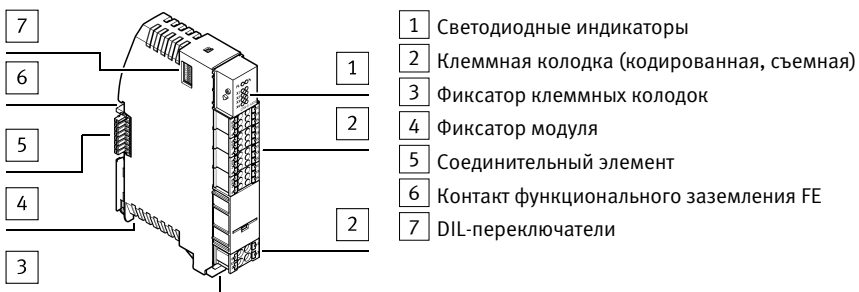 7
6
5
4
3
1
2
2
1 Светодиодные индикаторы
2 Клеммная колодка (кодированная, съемная)
3 Фиксатор клеммных колодок
4 Фиксатор модуля
5 Соединительный элемент
6 Контакт функционального заземления FE
7 DIL-переключатели